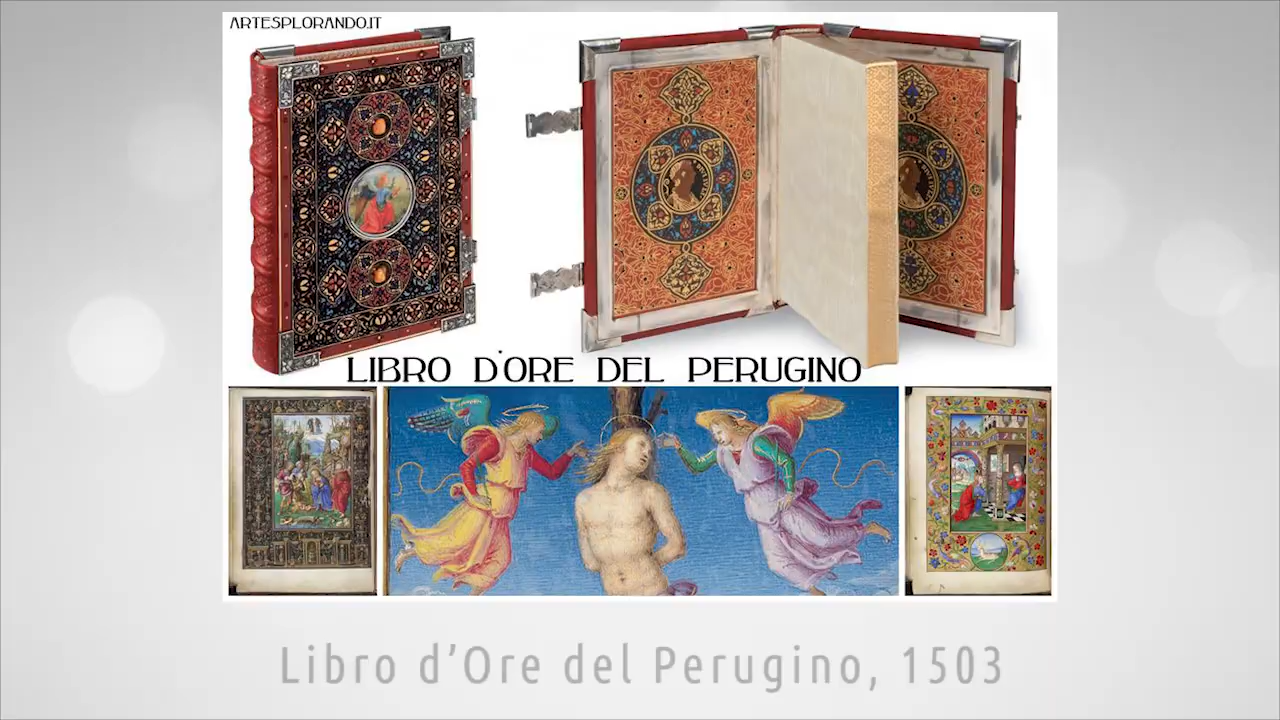 ARTESPLORANDO.IT
LIBRO D'ORE DEL PERUGINO
Libro d’Ore del Perugino, 1503